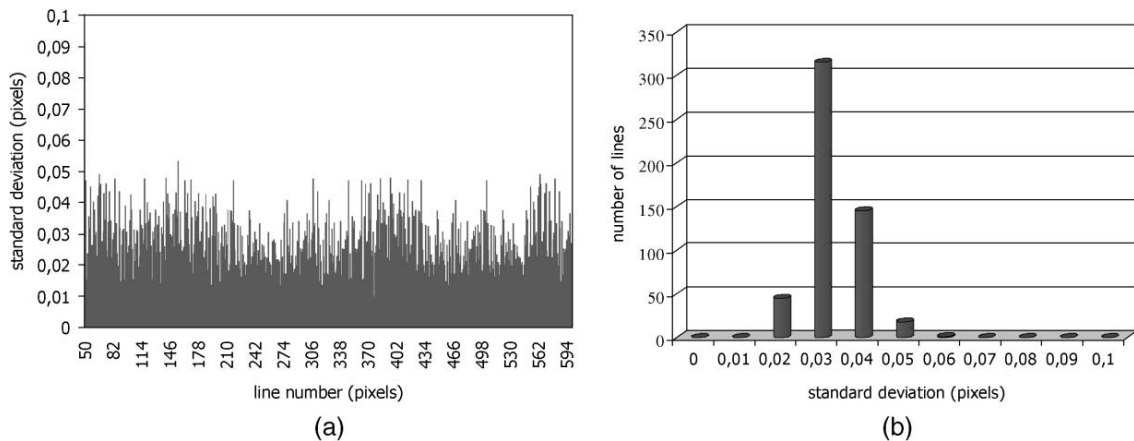 0,1
0,09
0,08
0,07
0,06
0,05
0,04
0,03
0,02
0,01
0
standard deviation (pixels)
50 82 114 146 178 210 242 274 306 338 370 402 434 466 498 530 562 594
line number (pixels)
(a)
350
300
250
200
150
100
50
0
number of lines
0 0,01 0,02 0,03 0,04 0,05 0,06 0,07 0,08 0,09 0,1
standard deviation (pixels)
(b)